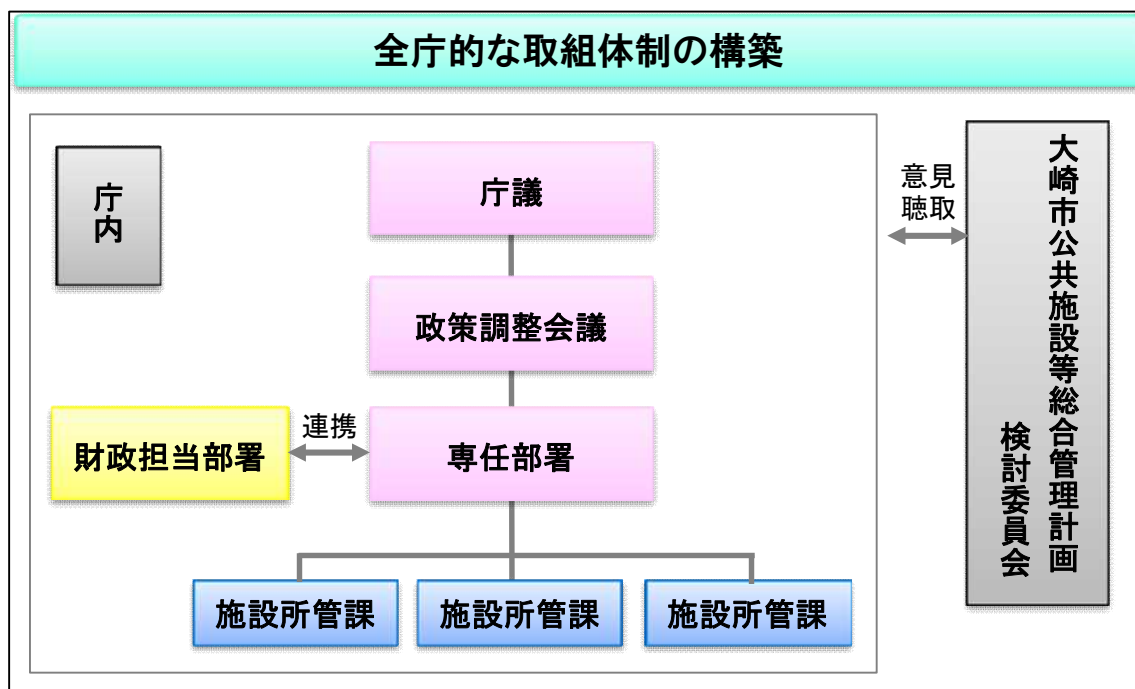 全庁的な取組体制の構築
庁内
庁議
政策調整会議
財政担当部署
連携
専任部署
施設所管課
施設所管課
施設所管課
意見
聴取
大崎市公共施設等総合管理計画
検討委員会